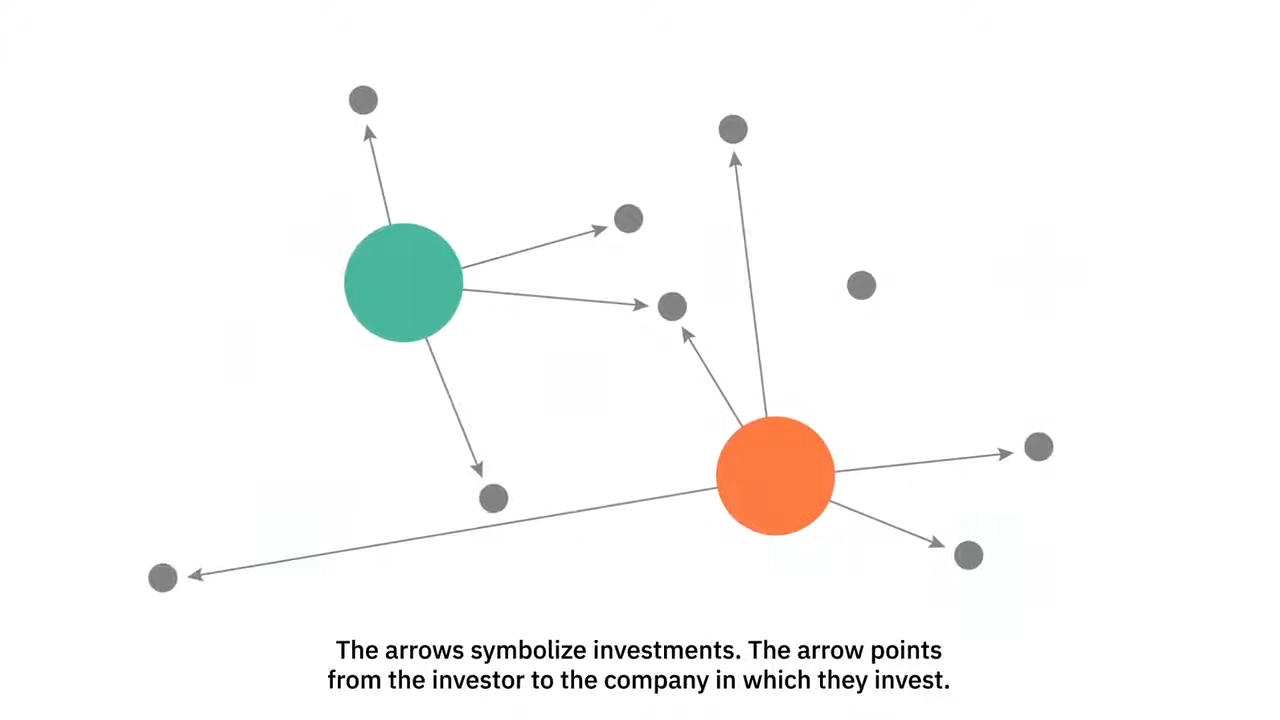 The arrows symbolize investments. The arrow points
from the investor to the company in which they invest.